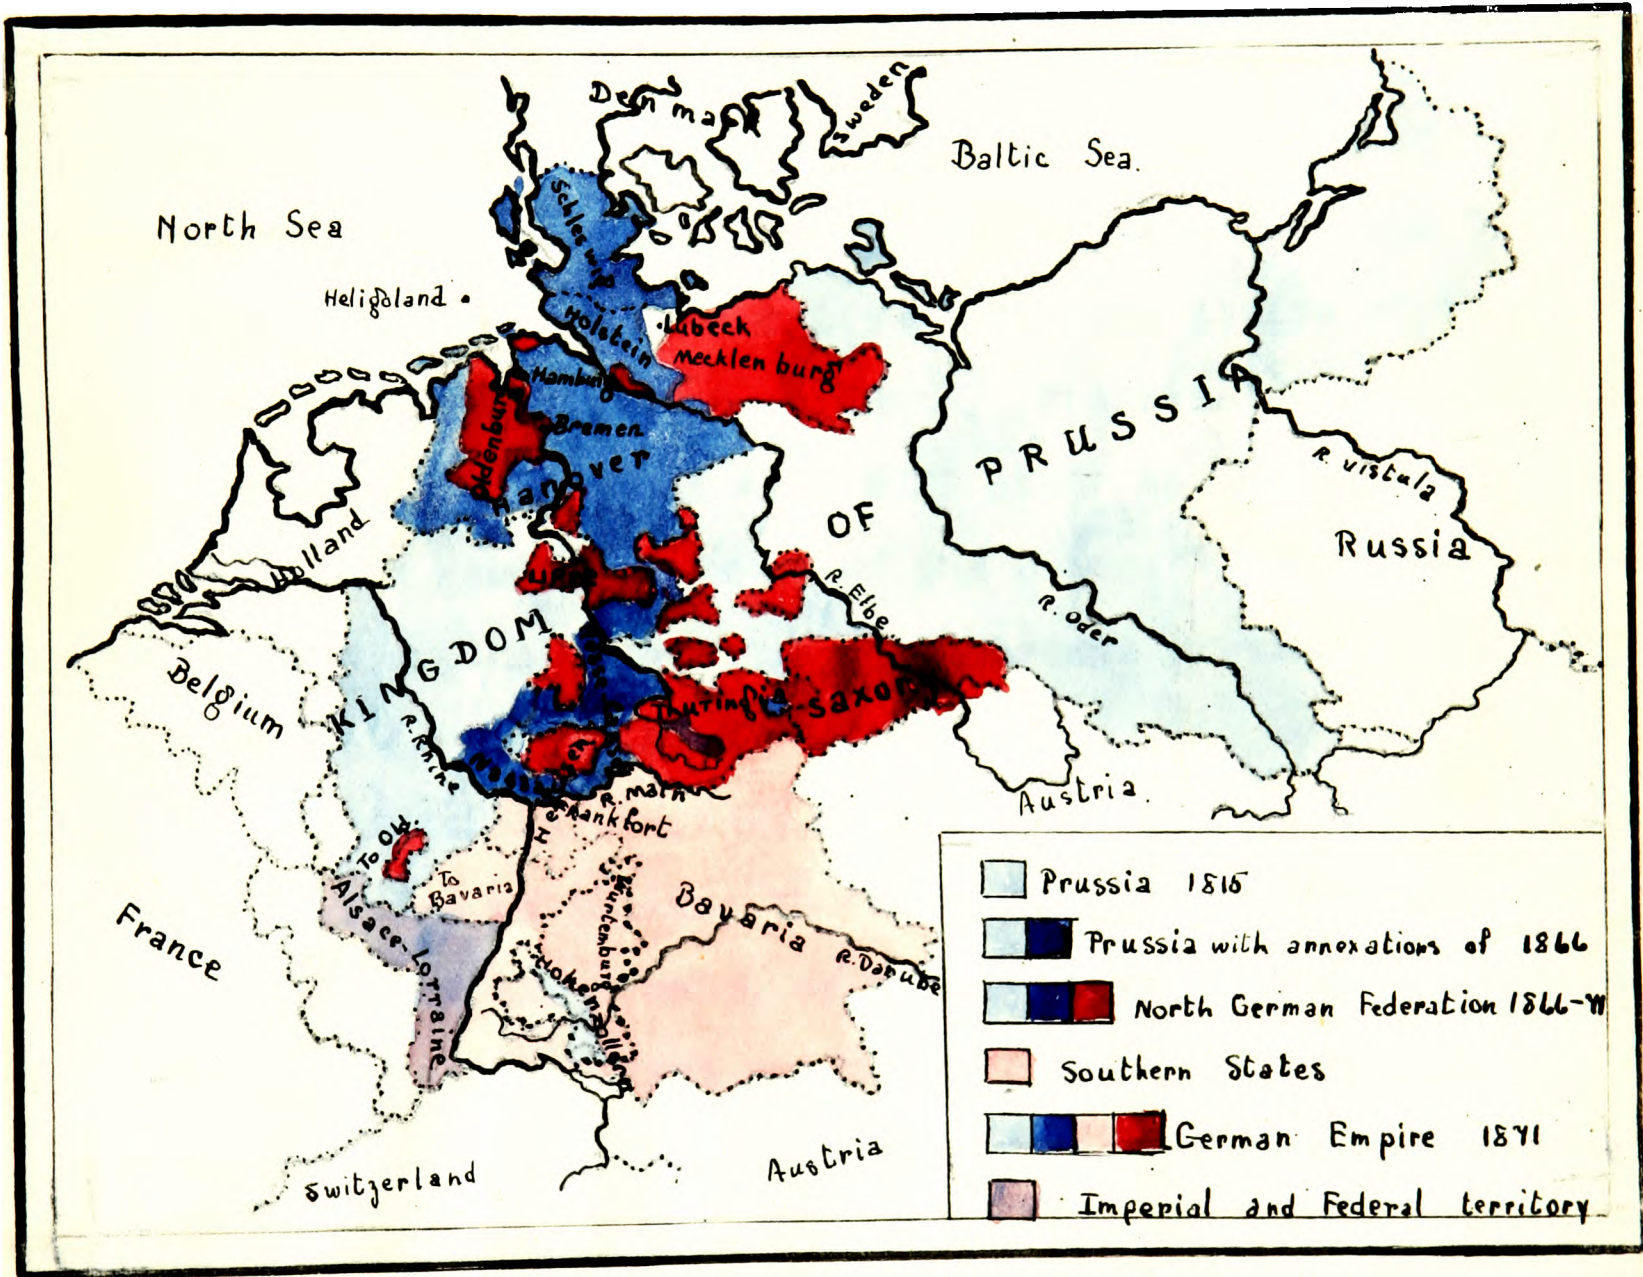 Denmark
Sweden
Baltic Sea.
North Sea
Schleswig
Heligoland
Holstein
Lubeck
Mecklenburg
Hamburg
Oldenburg
Bremen
Hanover
PRUSSIA
R. Vistula
OF
Russia
Holland
R. Elbe
R. Oder
KINGDOM
Belgium
R. Rhine
Thuringia
Saxon
Nassau
R. Main
Frankfort
Austria.
To Old.
To
Bavaria
Alsace-Lorraine
France
Wurtenburg
Bavaria
R. Danube
Hohenzollern
Switzerland
Austria
Prussia 1815
Prussia with annexations of 1866
North German Federation 1866-71
Southern States
German Empire 1871
Imperial and Federal territory